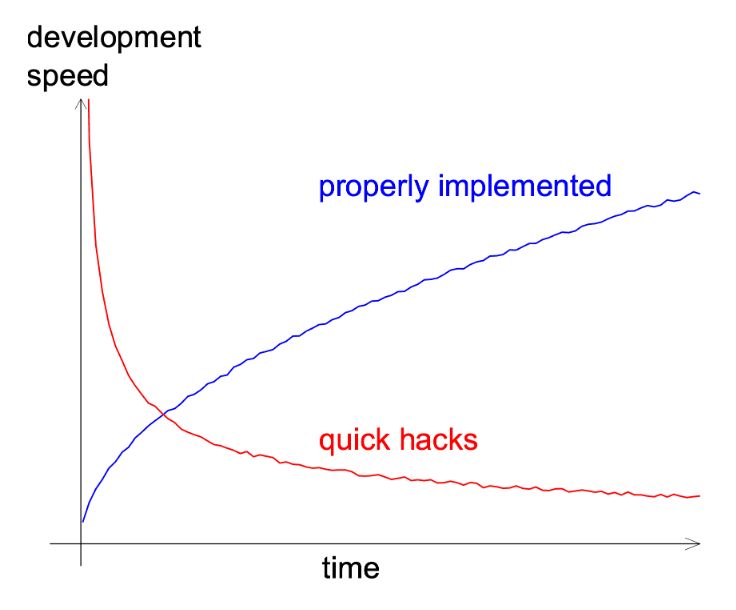 development
speed
properly implemented
quick hacks
time